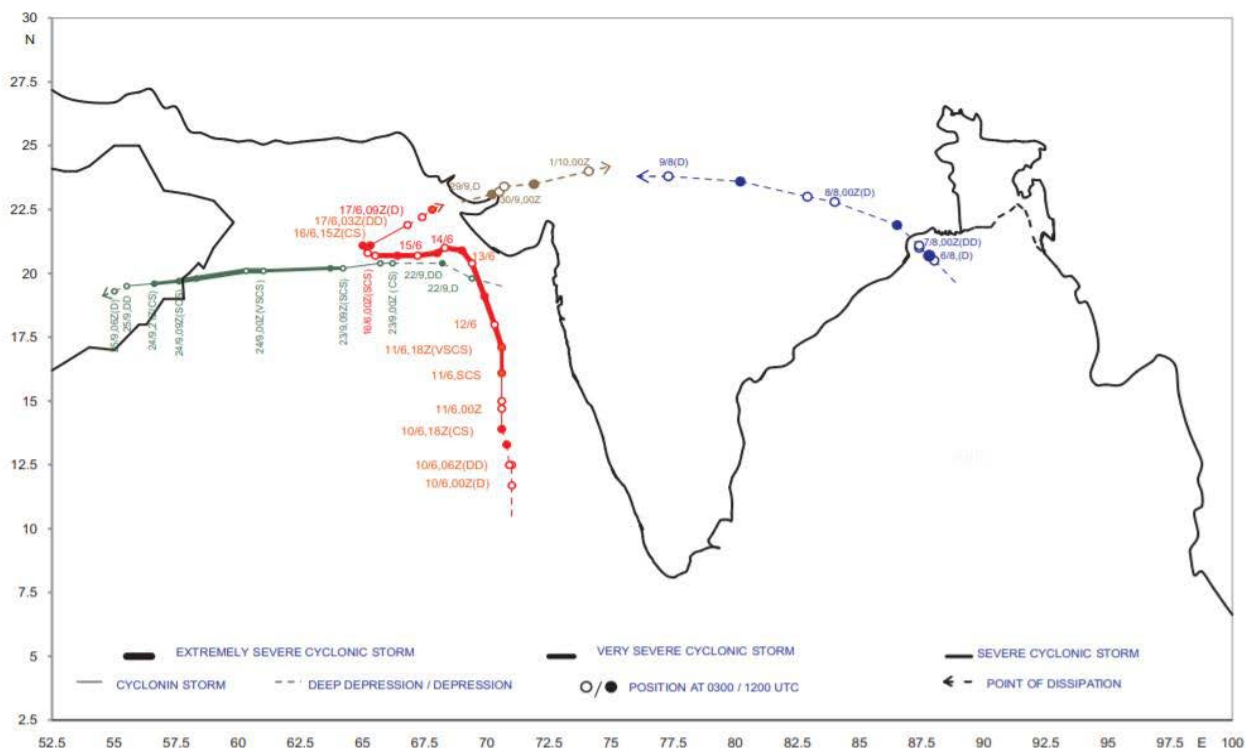 30
N
27.5
25
22.5
20
17.5
15
12.5
10
7.5
5
2.5
1/10,00Z
9/8(D)
29/9,D
30/9,00Z
8/8,00Z(D)
17/6,09Z(D)
17/6,03Z(DD)
16/6,15Z(CS)
15/6
14/6
13/6
7/8,00Z(DD)
6/8,(D)
22/9,DD
22/9,D
25/9,06Z(D)
25/9,DD
24/9,21Z(CS)
24/9,09Z(SCS)
24/9,00Z(VSCS)
23/9,09Z(SCS)
16/6,00Z(SCS)
23/9,00Z (CS)
12/6
11/6,18Z(VSCS)
11/6,SCS
11/6,00Z
10/6,18Z(CS)
10/6,06Z(DD)
10/6,00Z(D)
EXTREMELY SEVERE CYCLONIC STORM
VERY SEVERE CYCLONIC STORM
SEVERE CYCLONIC STORM
CYCLONIN STORM
DEEP DEPRESSION / DEPRESSION
POSITION AT 0300 / 1200 UTC
POINT OF DISSIPATION
52.5 55 57.5 60 62.5 65 67.5 70 72.5 75 77.5 80 82.5 85 87.5 90 92.5 95 97.5 E 100